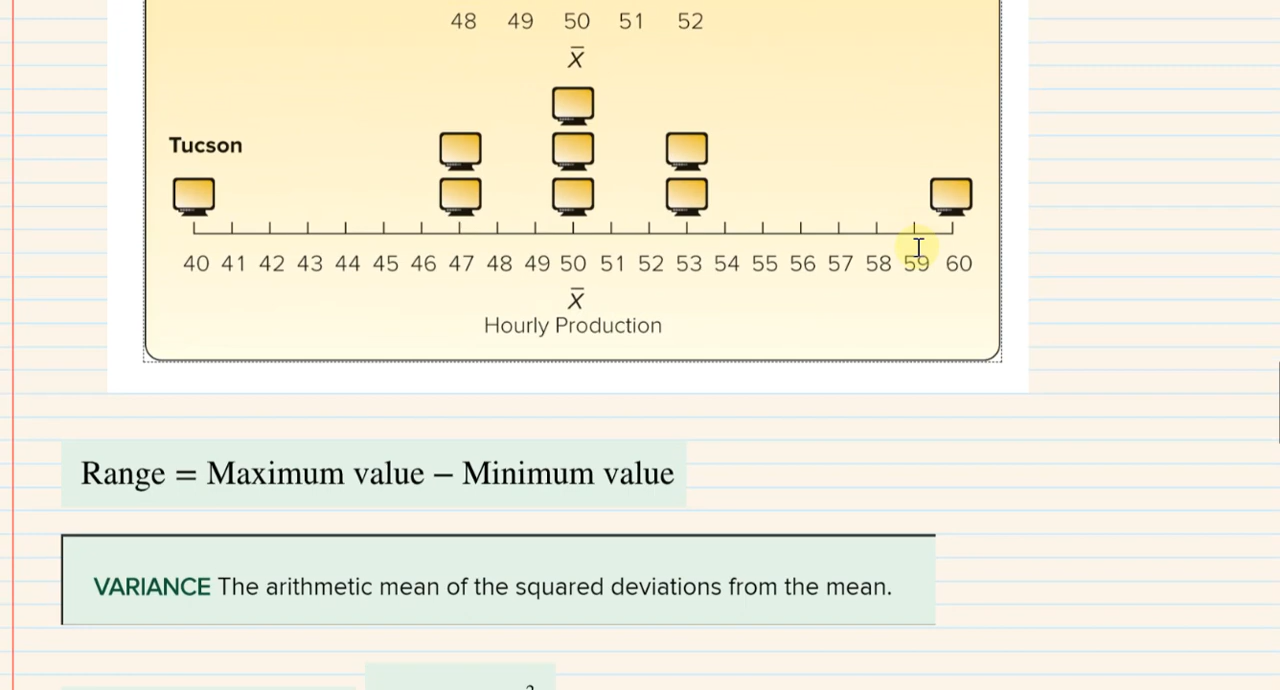 48 49 50 51 52
X̄
Tucson
40 41 42 43 44 45 46 47 48 49 50 51 52 53 54 55 56 57 58 59 60
X̄
Hourly Production
Range = Maximum value − Minimum value
VARIANCE The arithmetic mean of the squared deviations from the mean.